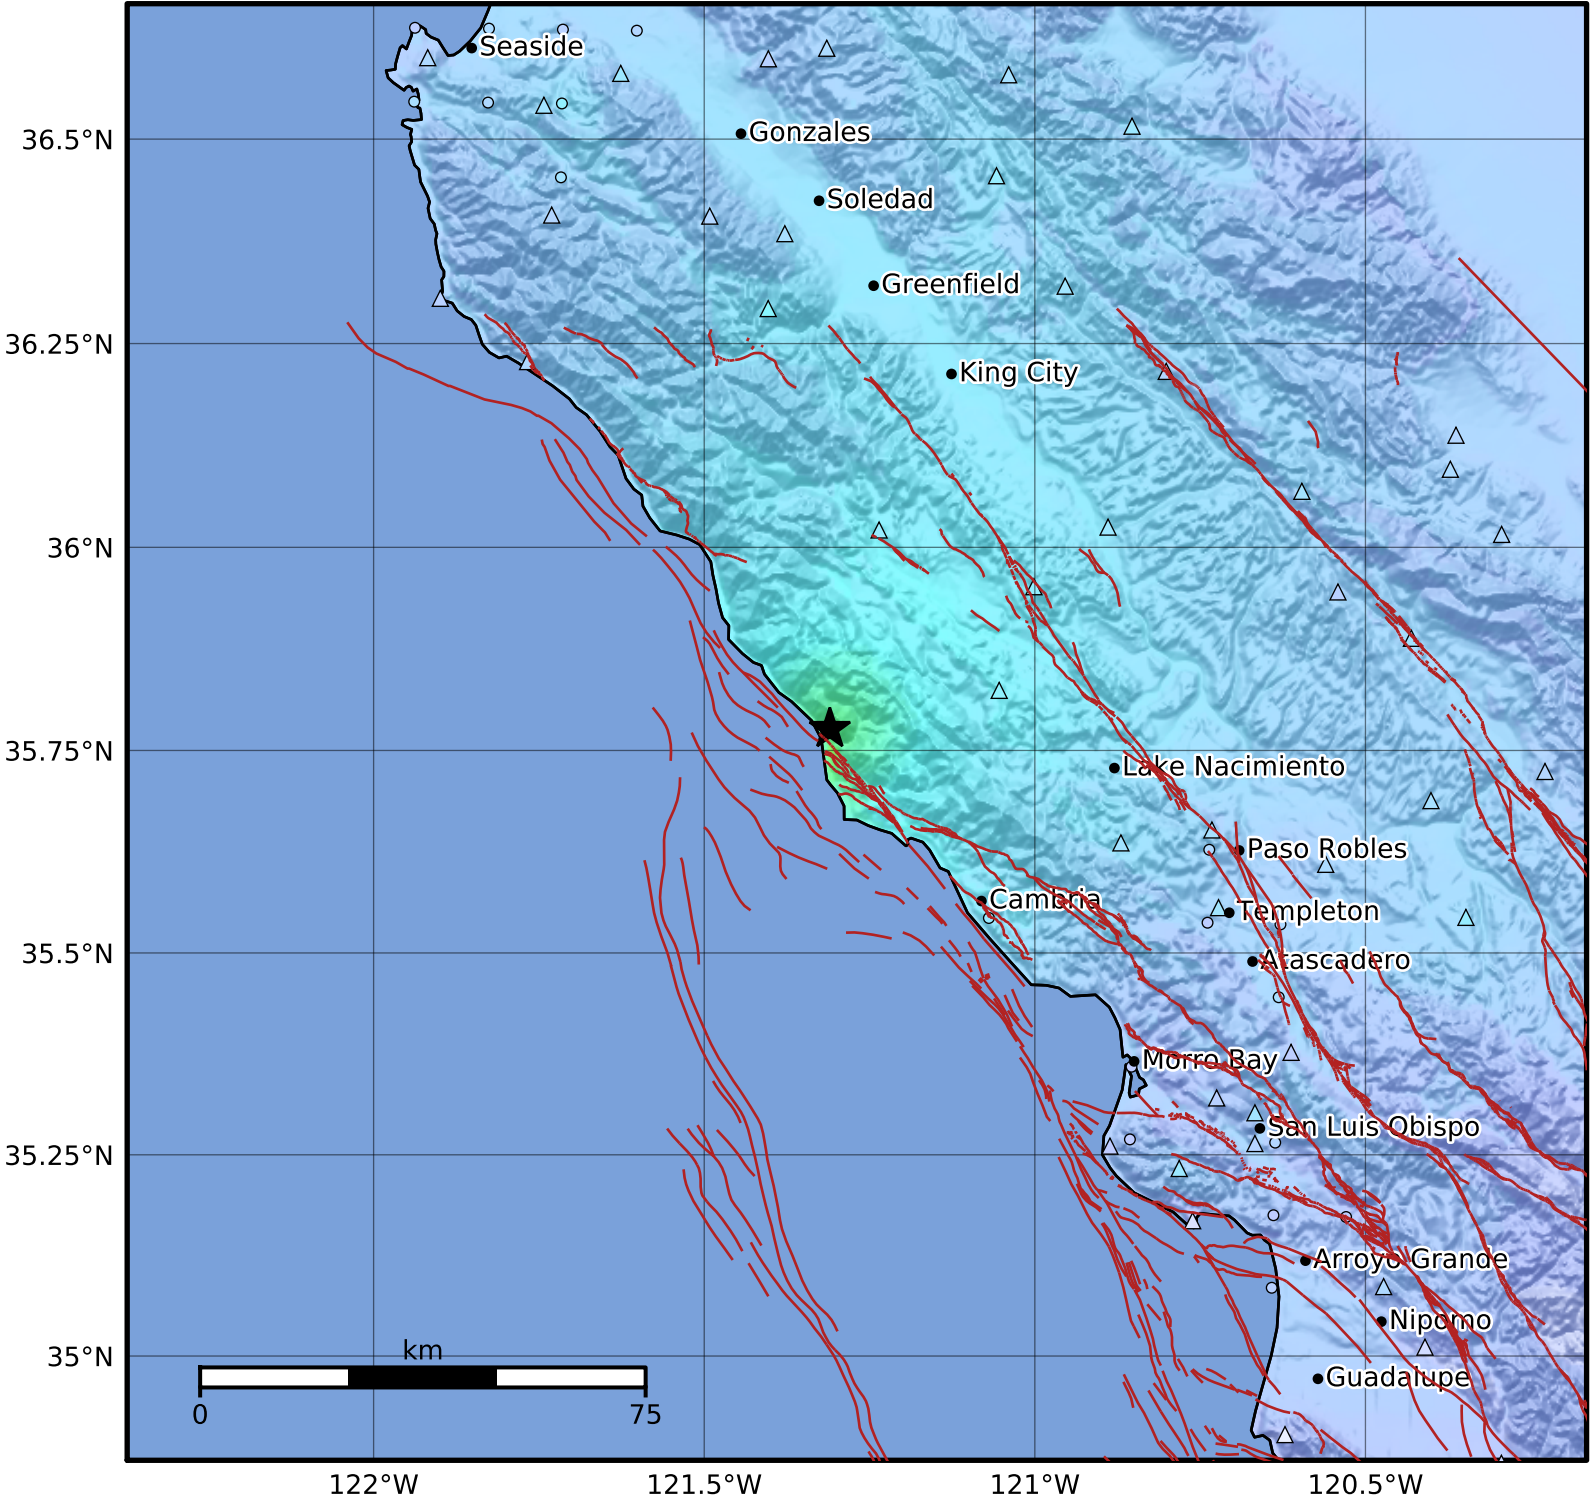 Seaside
36.5°N
Gonzales
Soledad
Greenfield
36.25°N
King City
36°N
35.75°N
Lake Nacimiento
Paso Robles
Cambria
Templeton
35.5°N
Atascadero
Morro Bay
San Luis Obispo
35.25°N
Arroyo Grande
Nipomo
35°N
km
Guadalupe
0
75
122°W
121.5°W
121°W
120.5°W